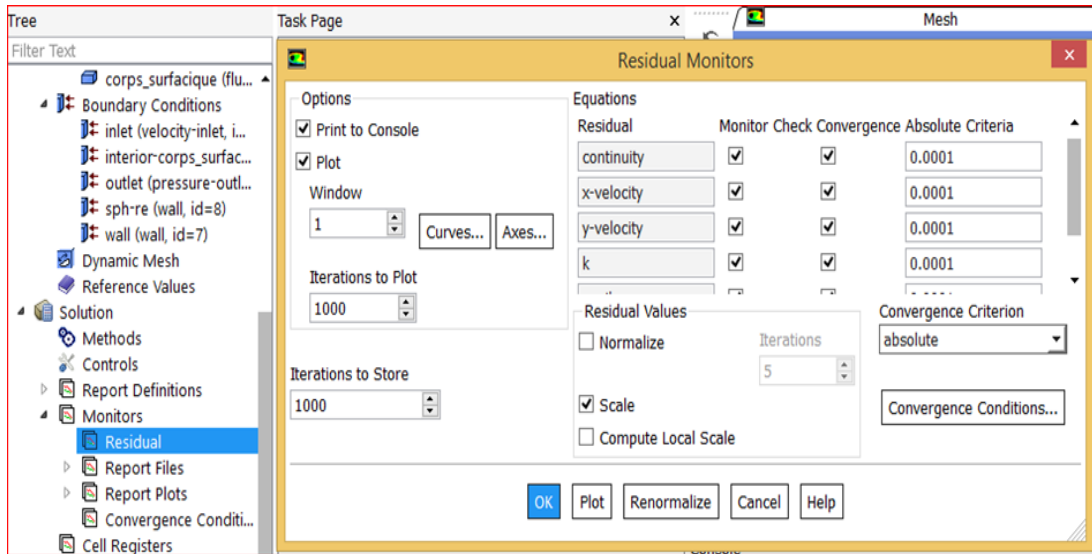 Tree
Filter Text
corps_surfacique (flu...
Boundary Conditions
inlet (velocity-inlet, i...
interior-corps_surfac...
outlet (pressure-outl...
sph-re (wall, id=8)
wall (wall, id=7)
Dynamic Mesh
Reference Values
Solution
Methods
Controls
Report Definitions
Monitors
Residual
Report Files
Report Plots
Convergence Conditi...
Cell Registers
Task Page
x
Mesh
Residual Monitors
x
Options
Print to Console
Plot
Window
1
Curves... Axes...
Iterations to Plot
1000
Iterations to Store
1000
Equations
Residual Monitor Check Convergence Absolute Criteria
continuity 0.0001
x-velocity 0.0001
y-velocity 0.0001
k 0.0001
Residual Values
Normalize
Iterations
5
Scale
Compute Local Scale
Convergence Criterion
absolute
Convergence Conditions...
OK Plot Renormalize Cancel Help
Console